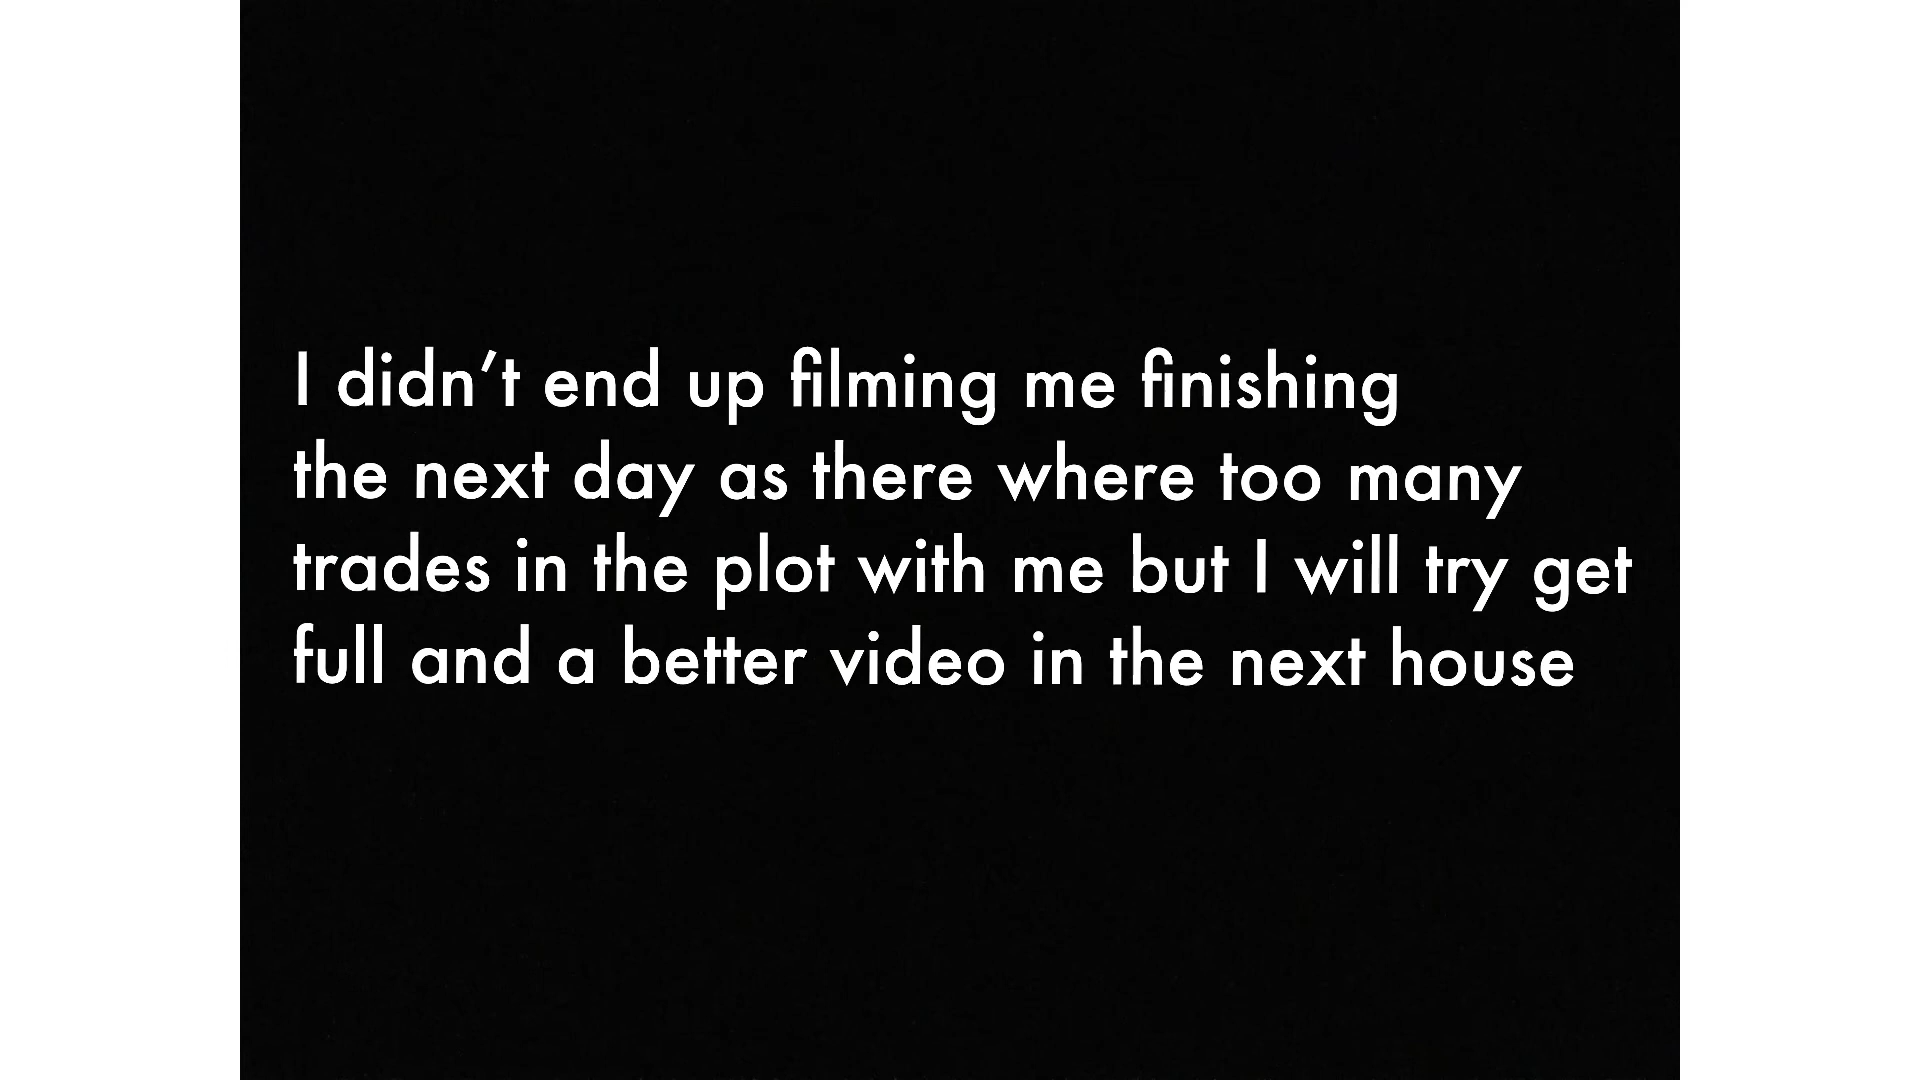 I didn’t end up filming me finishing
the next day as there where too many
trades in the plot with me but I will try get
full and a better video in the next house